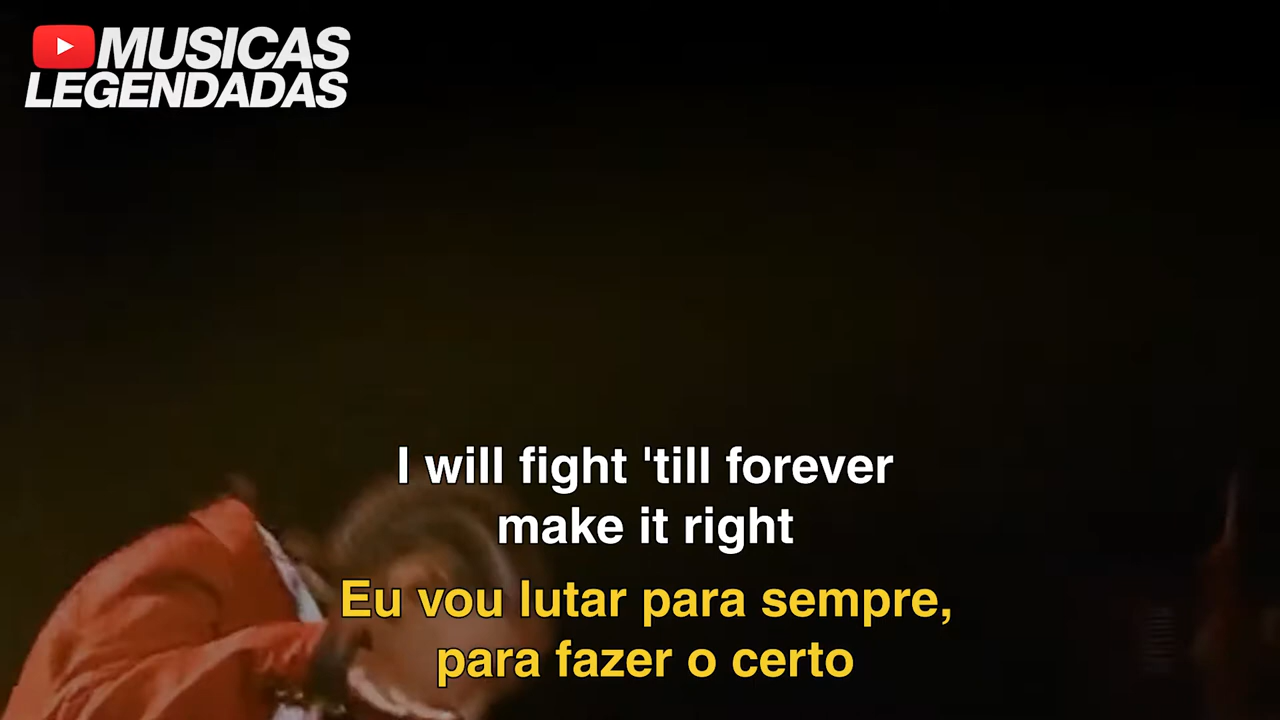 MUSICAS
LEGENDADAS
I will fight 'till forever
make it right
Eu vou lutar para sempre,
para fazer o certo